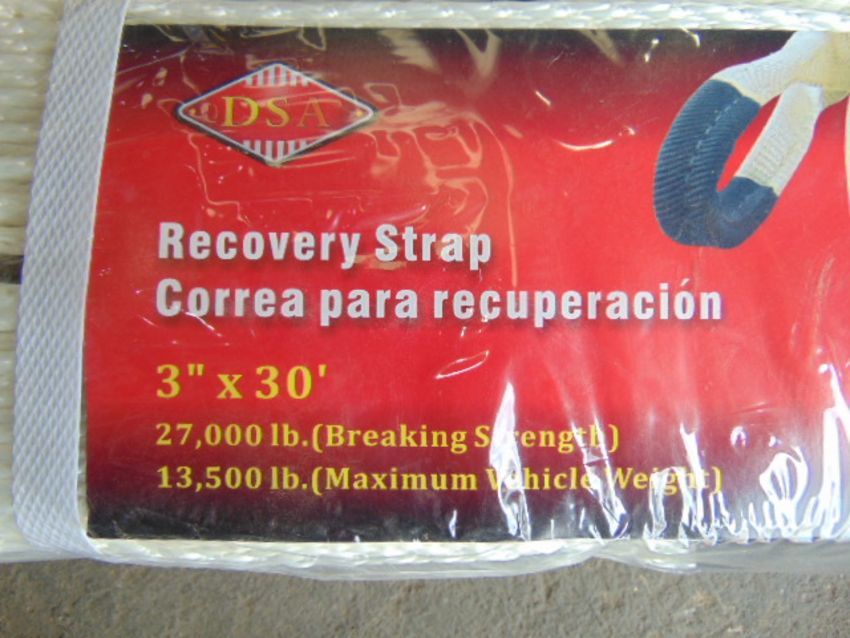 DSA
Recovery Strap
Correa para recuperación
3" x 30'
27,000 lb.(Breaking Strength)
13,500 lb.(Maximum Vehicle Weight)